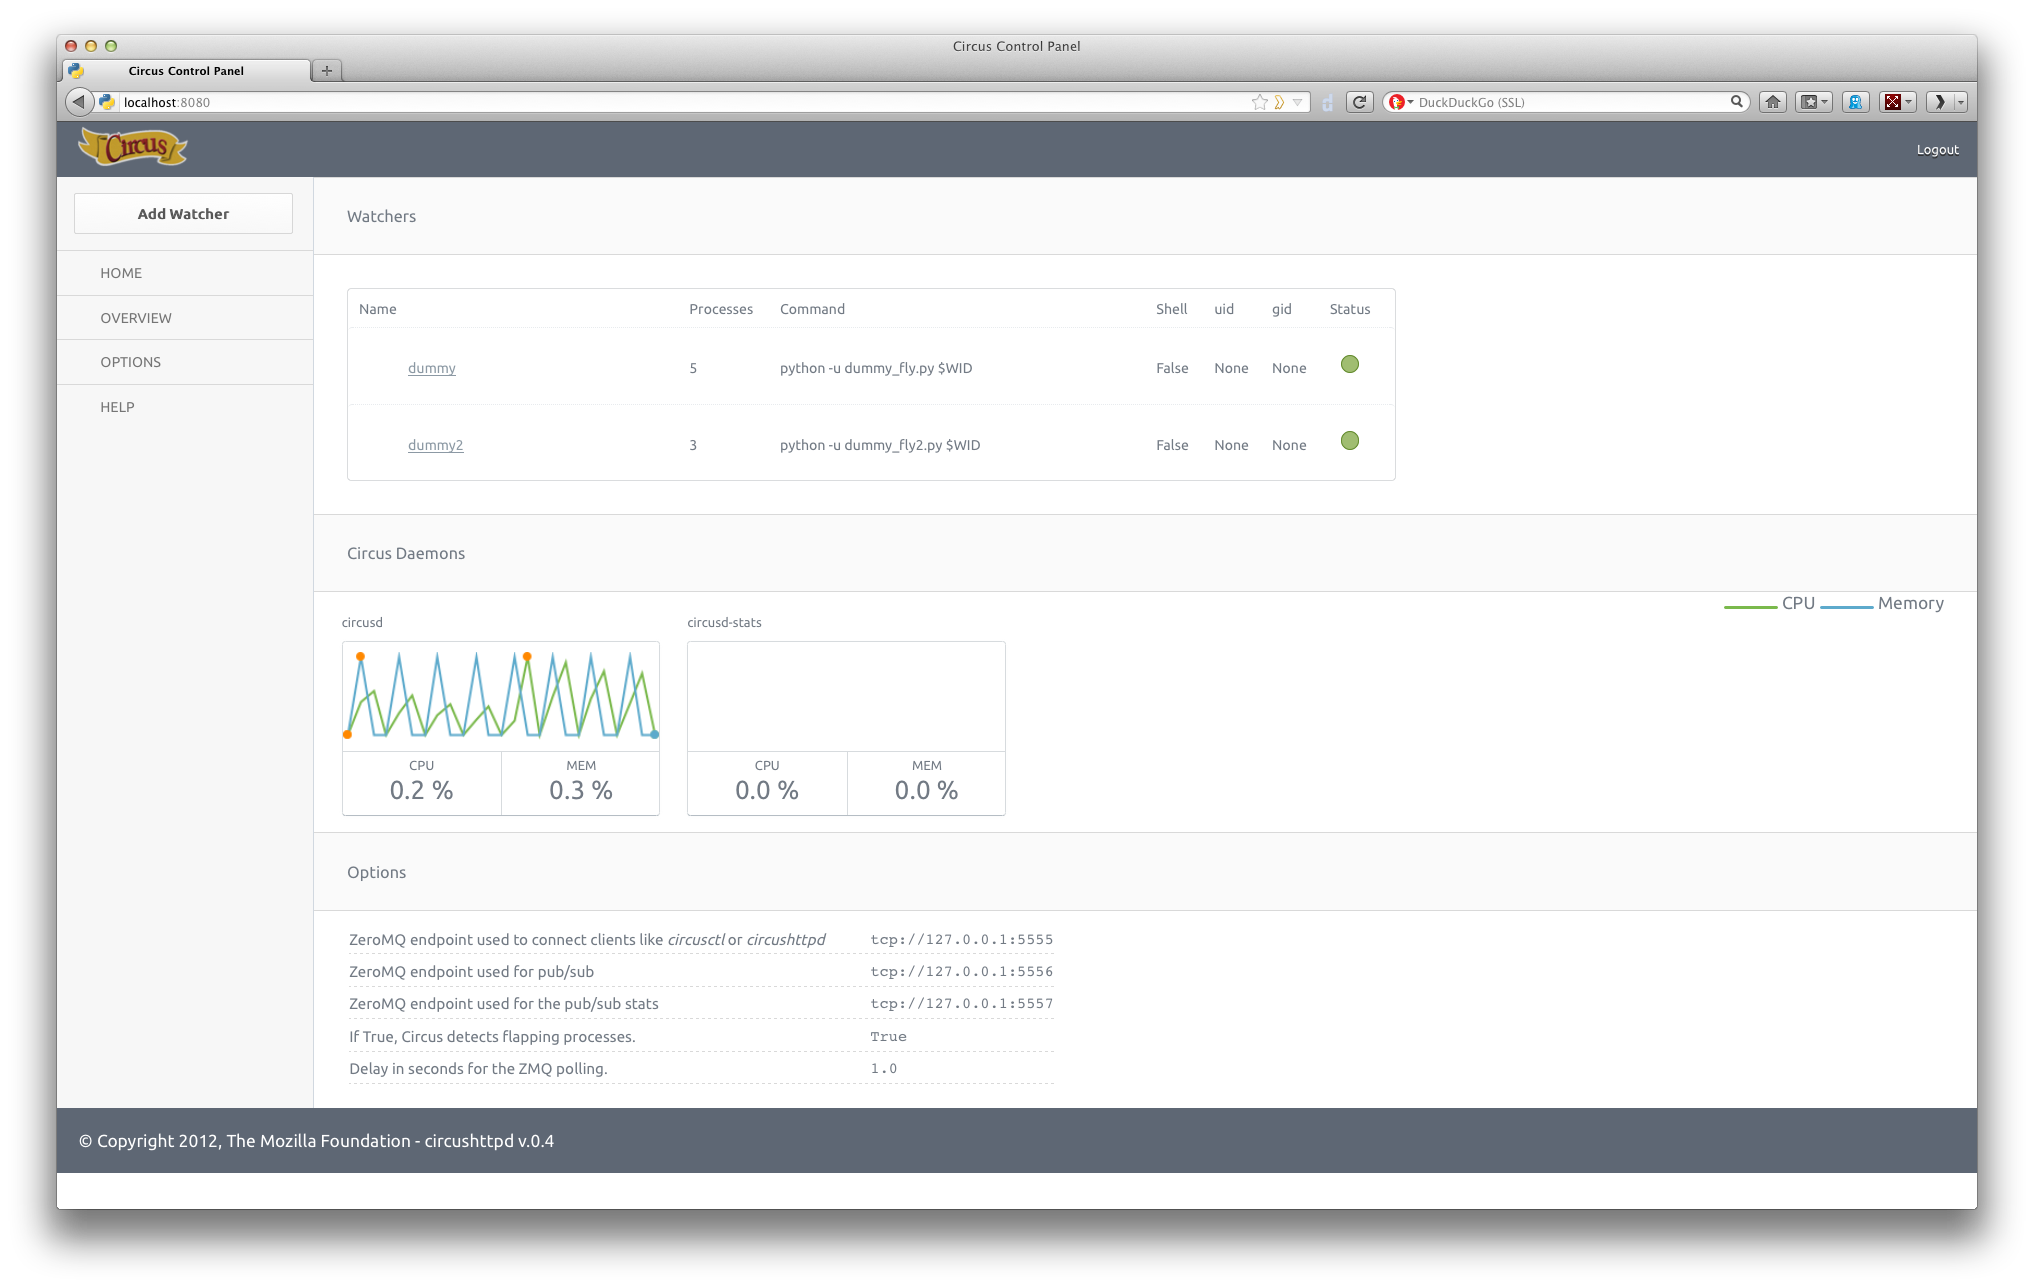 Circus Control Panel
Circus Control Panel
localhost:8080
DuckDuckGo (SSL)
Circus
Logout
Add Watcher
HOME
OVERVIEW
OPTIONS
HELP
Watchers
Name Processes Command Shell uid gid Status
dummy 5 python -u dummy_fly.py $WID False None None
dummy2 3 python -u dummy_fly2.py $WID False None None
Circus Daemons
CPU Memory
circusd circusd-stats
CPU MEM CPU MEM
0.2 % 0.3 % 0.0 % 0.0 %
Options
ZeroMQ endpoint used to connect clients like circusctl or circushttpd tcp://127.0.0.1:5555
ZeroMQ endpoint used for pub/sub tcp://127.0.0.1:5556
ZeroMQ endpoint used for the pub/sub stats tcp://127.0.0.1:5557
If True, Circus detects flapping processes. True
Delay in seconds for the ZMQ polling. 1.0
© Copyright 2012, The Mozilla Foundation - circushttpd v.0.4